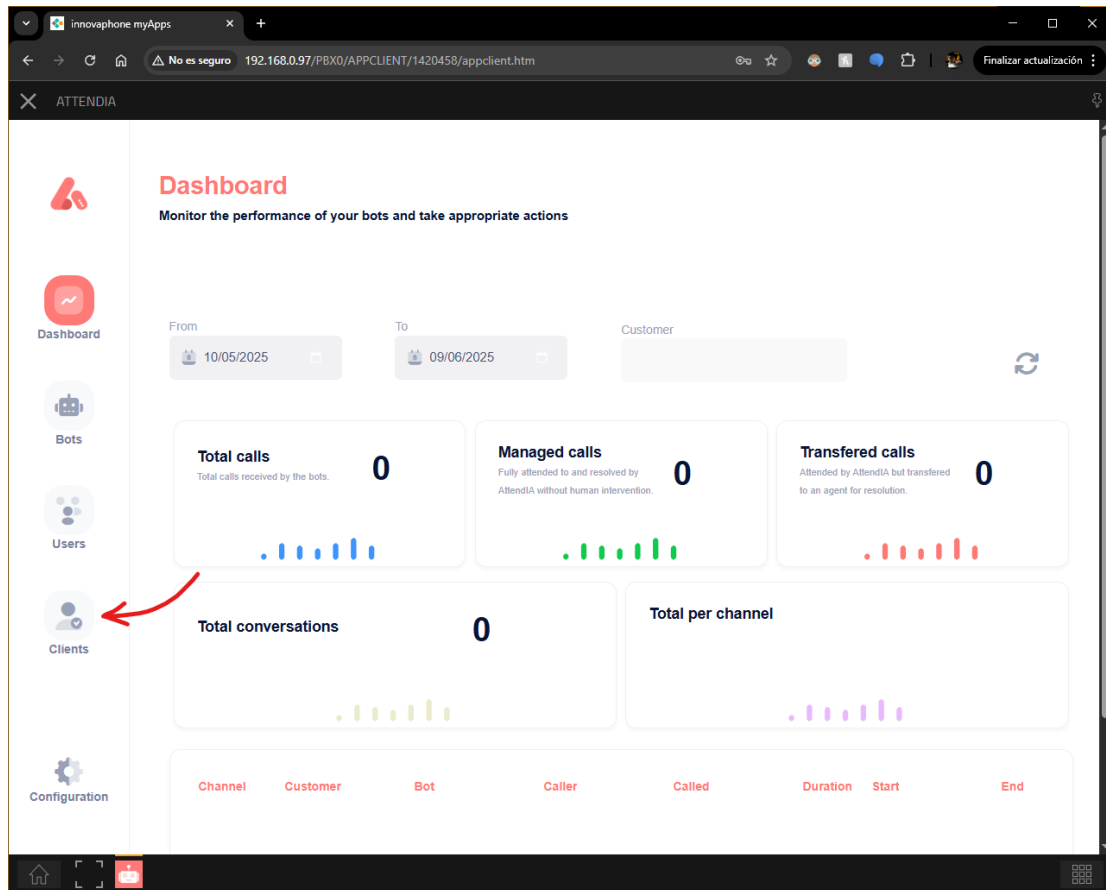 innovaphone myApps
No es seguro 192.168.0.97/PBX0/APPCLIENT/1420458/appclient.htm
Finalizar actualización
ATTENDIA
Dashboard
Monitor the performance of your bots and take appropriate actions
Dashboard
Bots
Users
Clients
Configuration
From
To
Customer
10/05/2025
09/06/2025
Total calls
Total calls received by the bots.
0
Managed calls
Fully attended to and resolved by
AttendIA without human intervention.
0
Transfered calls
Attended by AttendIA but transfered
to an agent for resolution.
0
Total conversations
0
Total per channel
Channel Customer Bot Caller Called Duration Start End